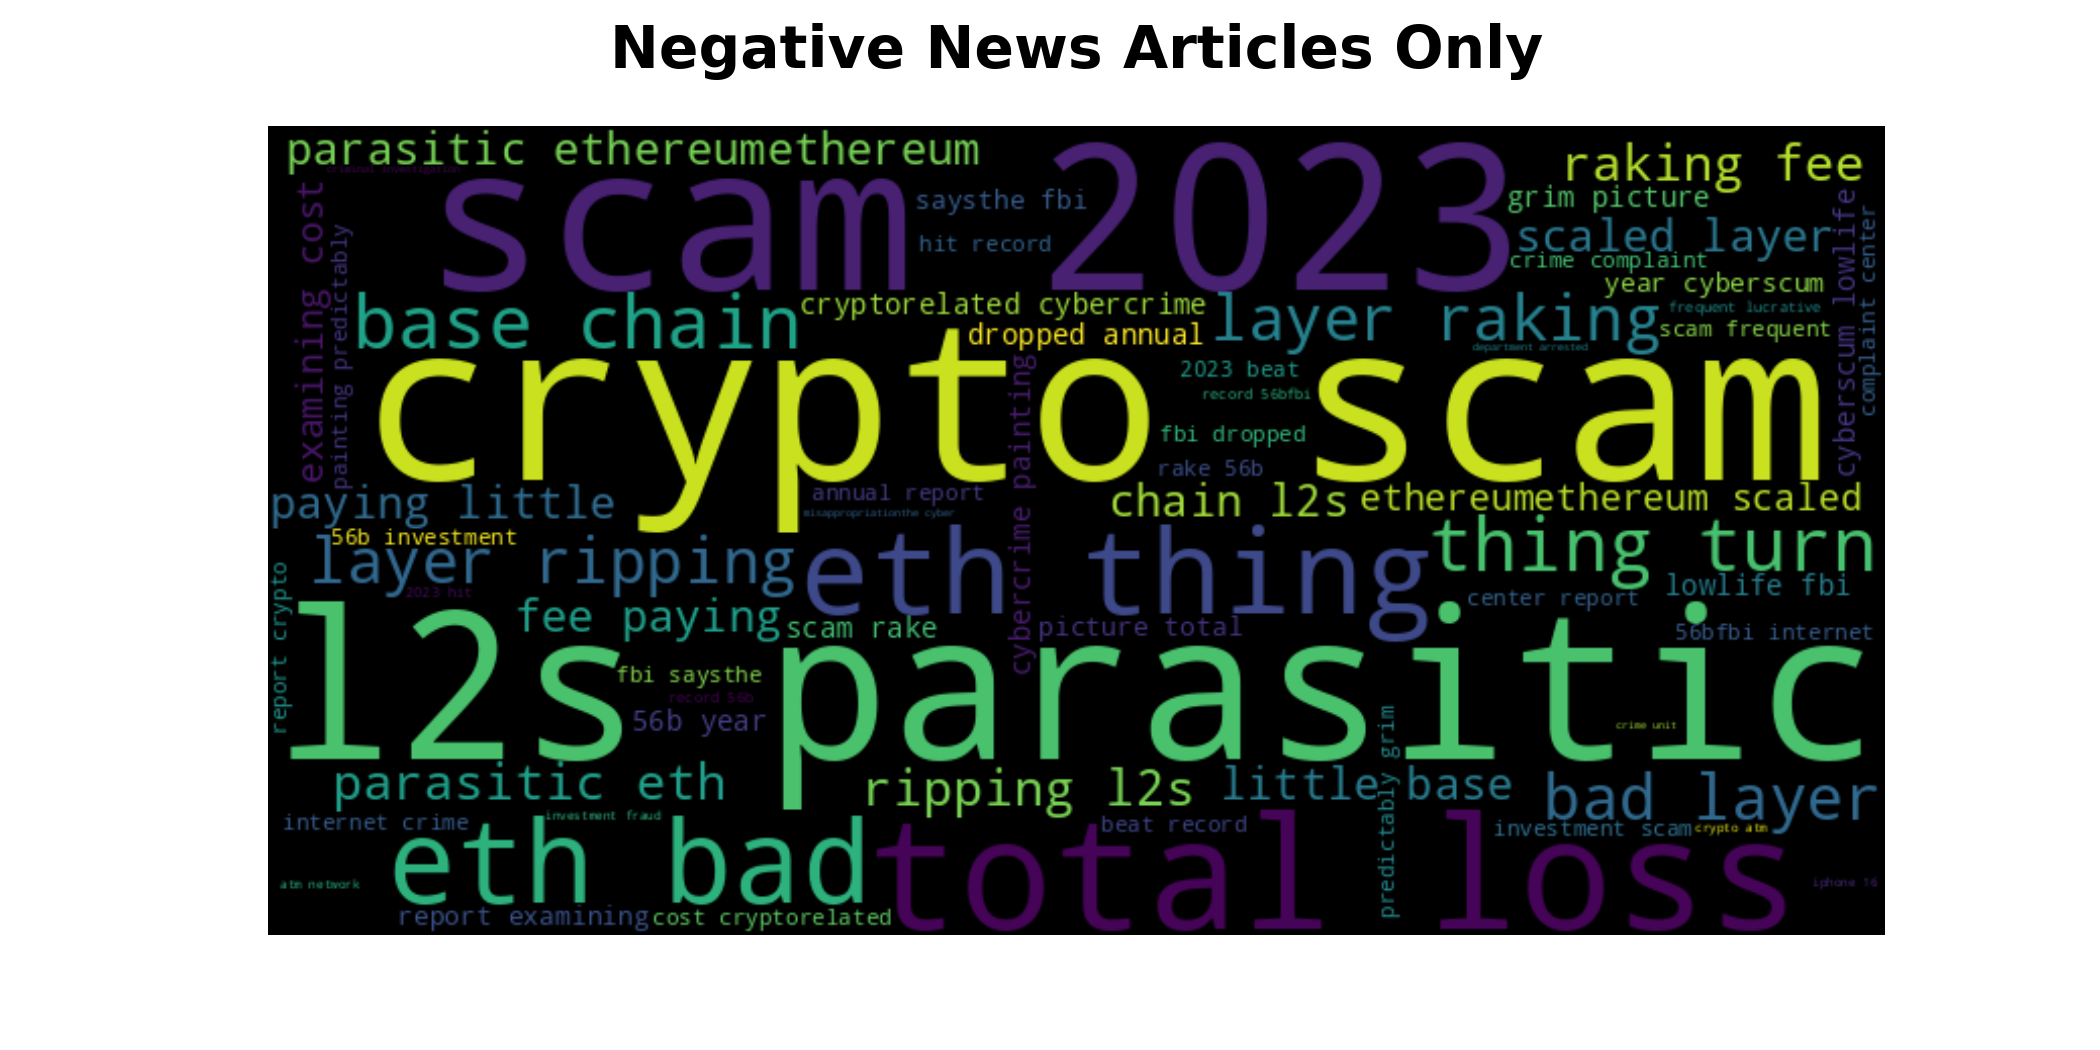 Negative News Articles Only
parasitic ethereumethereum
criminal investigation
scam 2023
raking fee
saysthe fbi
grim picture
hit record
scaled layer
crime complaint
year cyberscum
examining cost
painting predictably
cyberscum lowlife
complaint center
base chain
cryptorelated cybercrime
layer raking
frequent lucrative
dropped annual
scam frequent
department arrested
crypto scam
2023 beat
record 56bfbi
fbi dropped
rake 56b
cybercrime painting
paying little
annual report
misappropriationthe cyber
chain l2s
ethereumethereum scaled
56b investment
layer ripping
eth thing
thing turn
2023 hit
center report
lowlife fbi
report crypto
fee paying
scam rake
picture total
56bfbi internet
l2s parasitic
fbi saysthe
record 56b
56b year
crime unit
predictably grim
parasitic eth
ripping l2s
little base
bad layer
internet crime
investment fraud
beat record
investment scam
crypto atm
eth bad
total loss
atm network
iphone 16
report examining
cost cryptorelated